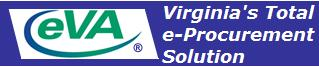 eVA ®
Virginia's Total
e-Procurement
Solution